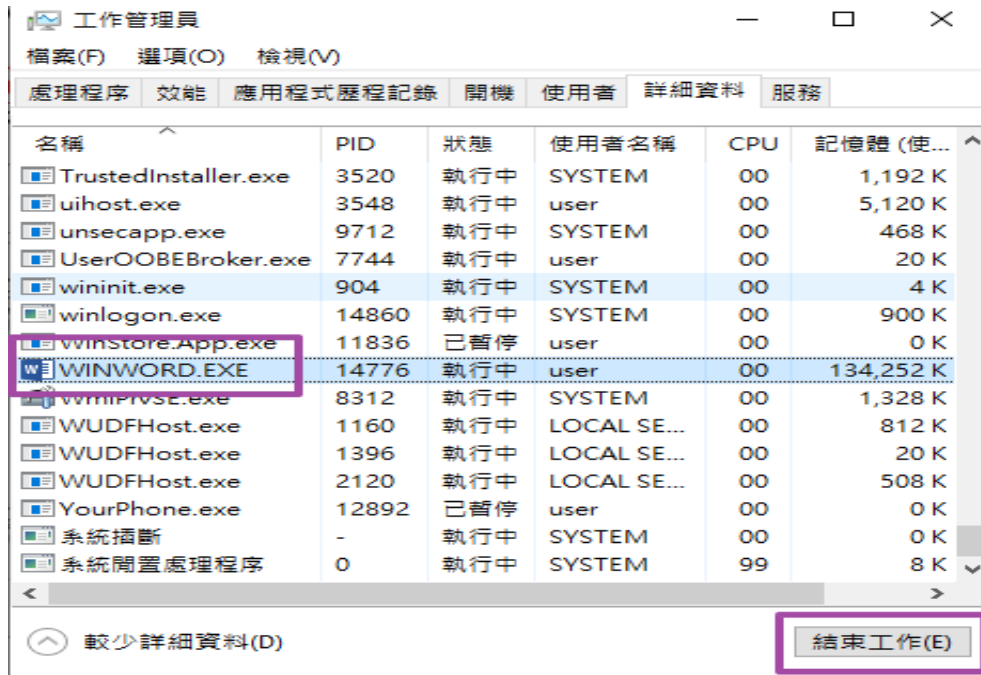 工作管理員
檔案(F) 選項(O) 檢視(V)
處理程序 效能 應用程式歷程記錄 開機 使用者 詳細資料 服務
名稱 PID 狀態 使用者名稱 CPU 記憶體 (使...
TrustedInstaller.exe 3520 執行中 SYSTEM 00 1,192 K
uihost.exe 3548 執行中 user 00 5,120 K
unsecapp.exe 9712 執行中 SYSTEM 00 468 K
UserOOBEBroker.exe 7744 執行中 user 00 20 K
wininit.exe 904 執行中 SYSTEM 00 4 K
winlogon.exe 14860 執行中 SYSTEM 00 900 K
WinStore.App.exe 11836 已暫停 user 00 0 K
WINWORD.EXE 14776 執行中 user 00 134,252 K
WmiPrvSE.exe 8312 執行中 SYSTEM 00 1,328 K
WUDFHost.exe 1160 執行中 LOCAL SE... 00 812 K
WUDFHost.exe 1396 執行中 LOCAL SE... 00 20 K
WUDFHost.exe 2120 執行中 LOCAL SE... 00 508 K
YourPhone.exe 12892 已暫停 user 00 0 K
系統插斷 - 執行中 SYSTEM 00 0 K
系統閒置處理程序 0 執行中 SYSTEM 99 8 K
較少詳細資料(D)
結束工作(E)